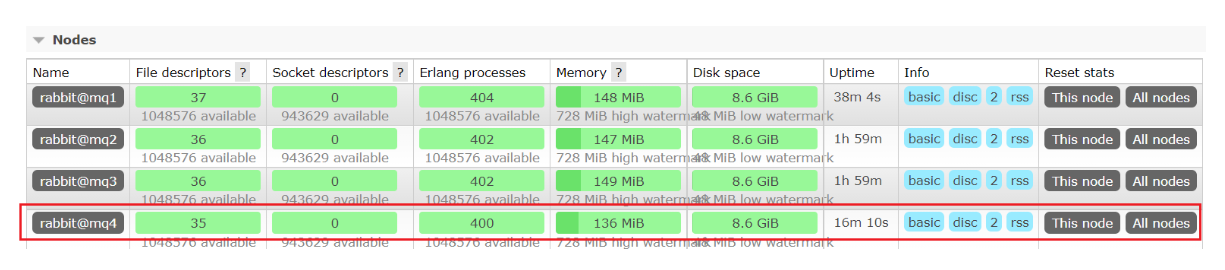 Nodes
Name File descriptors ? Socket descriptors ? Erlang processes Memory ? Disk space Uptime Info Reset stats
rabbit@mq1 37 0 404 148 MiB 8.6 GiB 38m 4s basic disc 2 rss This node All nodes
1048576 available 943629 available 1048576 available 728 MiB high watermark 48 MiB low watermark
rabbit@mq2 36 0 402 147 MiB 8.6 GiB 1h 59m basic disc 2 rss This node All nodes
1048576 available 943629 available 1048576 available 728 MiB high watermark 48 MiB low watermark
rabbit@mq3 36 0 402 149 MiB 8.6 GiB 1h 59m basic disc 2 rss This node All nodes
1048576 available 943629 available 1048576 available 728 MiB high watermark 48 MiB low watermark
rabbit@mq4 35 0 400 136 MiB 8.6 GiB 16m 10s basic disc 2 rss This node All nodes
1048576 available 943629 available 1048576 available 728 MiB high watermark 48 MiB low watermark